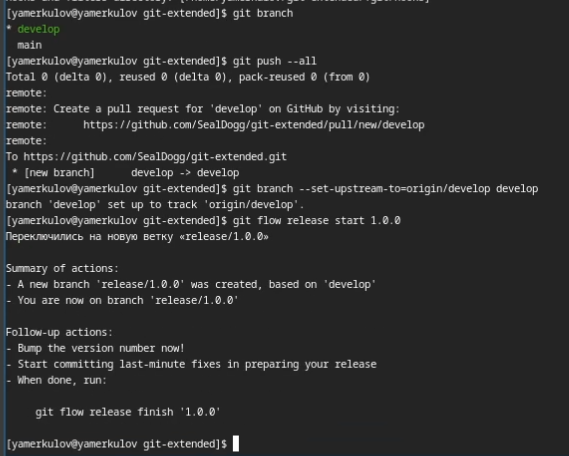 [yamerkulov@yamerkulov git-extended]$ git branch
* develop
  main
[yamerkulov@yamerkulov git-extended]$ git push --all
Total 0 (delta 0), reused 0 (delta 0), pack-reused 0 (from 0)
remote:
remote: Create a pull request for 'develop' on GitHub by visiting:
remote:      https://github.com/SealDogg/git-extended/pull/new/develop
remote:
To https://github.com/SealDogg/git-extended.git
 * [new branch]      develop -> develop
[yamerkulov@yamerkulov git-extended]$ git branch --set-upstream-to=origin/develop develop
branch 'develop' set up to track 'origin/develop'.
[yamerkulov@yamerkulov git-extended]$ git flow release start 1.0.0
Переключились на новую ветку «release/1.0.0»

Summary of actions:
- A new branch 'release/1.0.0' was created, based on 'develop'
- You are now on branch 'release/1.0.0'

Follow-up actions:
- Bump the version number now!
- Start committing last-minute fixes in preparing your release
- When done, run:

     git flow release finish '1.0.0'

[yamerkulov@yamerkulov git-extended]$